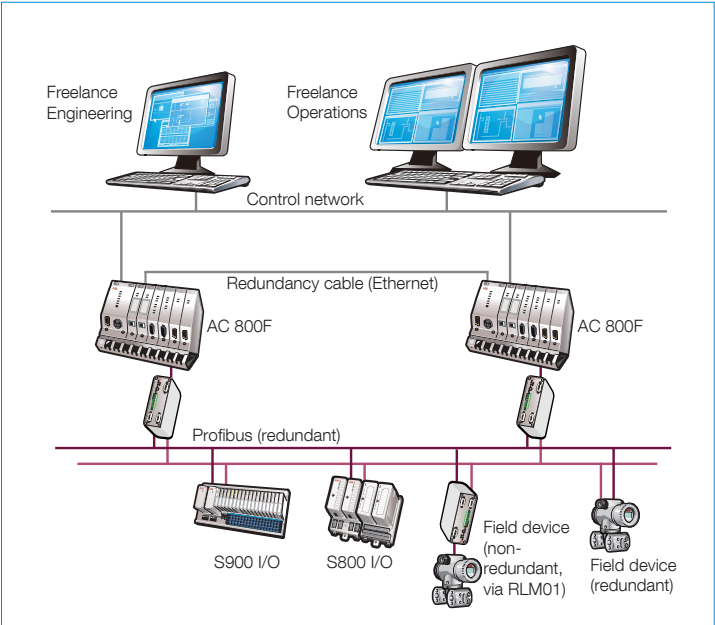 Freelance
Engineering
Freelance
Operations
Control network
Redundancy cable (Ethernet)
AC 800F
AC 800F
Profibus (redundant)
S900 I/O
S800 I/O
Field device
(non-
redundant,
via RLM01)
Field device
(redundant)